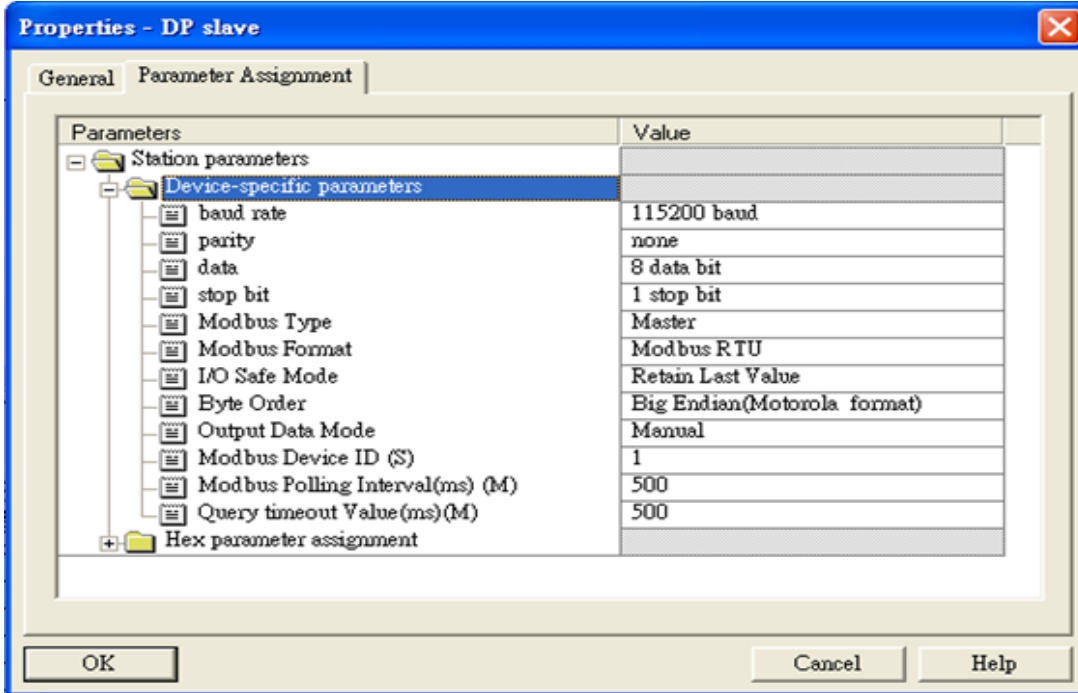 Properties - DP slave
General Parameter Assignment
Parameters Value
Station parameters
Device-specific parameters
baud rate 115200 baud
parity none
data 8 data bit
stop bit 1 stop bit
Modbus Type Master
Modbus Format Modbus RTU
I/O Safe Mode Retain Last Value
Byte Order Big Endian(Motorola format)
Output Data Mode Manual
Modbus Device ID (S) 1
Modbus Polling Interval(ms) (M) 500
Query timeout Value(ms)(M) 500
Hex parameter assignment
OK Cancel Help